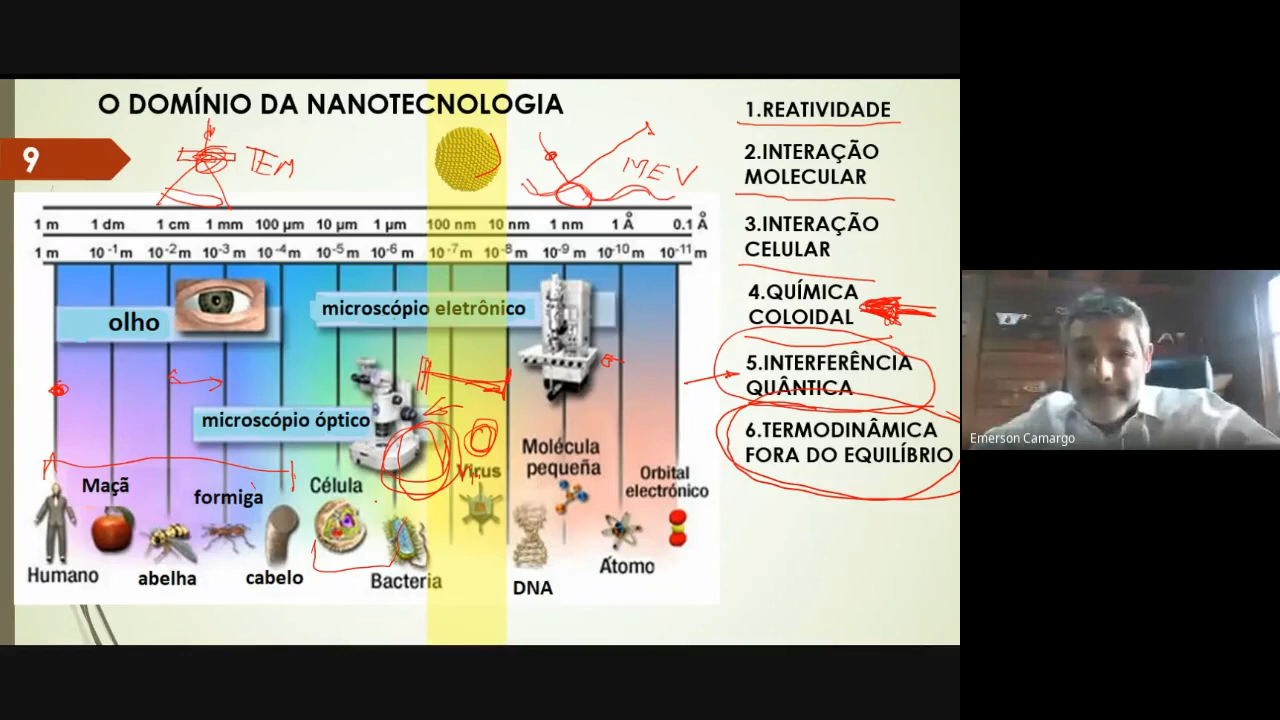 O DOMÍNIO DA NANOTECNOLOGIA
9
TEM
MEV
1 m 1 dm 1 cm 1 mm 100 µm 10 µm 1 µm 100 nm 10 nm 1 nm 1 Å 0.1 Å
1 m 10⁻¹ m 10⁻² m 10⁻³ m 10⁻⁴ m 10⁻⁵ m 10⁻⁶ m 10⁻⁷ m 10⁻⁸ m 10⁻⁹ m 10⁻¹⁰ m 10⁻¹¹ m
olho
microscópio eletrônico
microscópio óptico
Maçã
formiga
Célula
Vírus
Molécula
pequeña
Orbital
electrónico
Humano
abelha
cabelo
Bacteria
DNA
Átomo
1.REATIVIDADE
2.INTERAÇÃO
MOLECULAR
3.INTERAÇÃO
CELULAR
4.QUÍMICA
COLOIDAL
5.INTERFERÊNCIA
QUÂNTICA
6.TERMODINÂMICA
FORA DO EQUILÍBRIO
Emerson Camargo